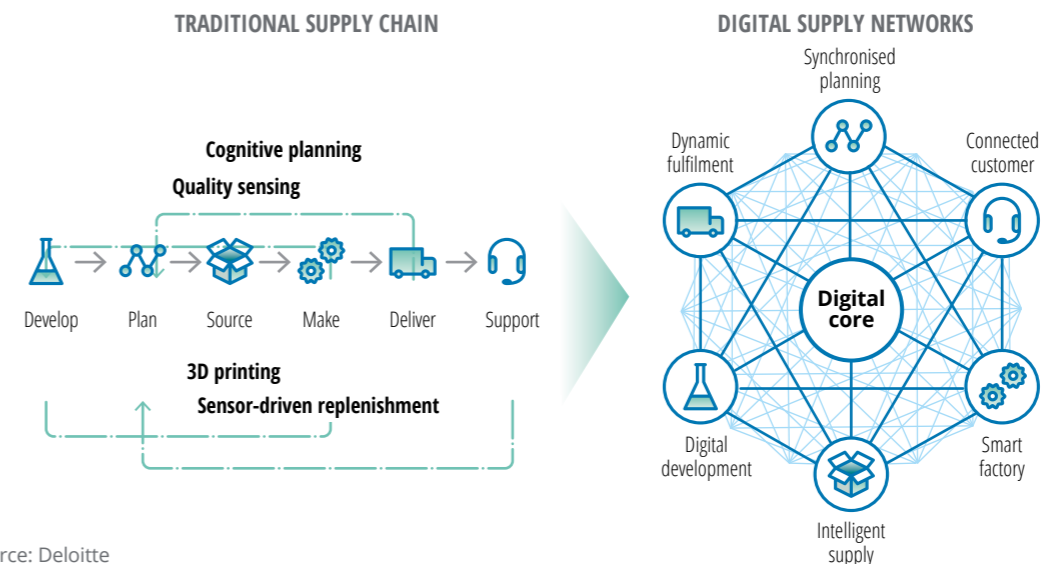 TRADITIONAL SUPPLY CHAIN
Cognitive planning
Quality sensing
Develop
Plan
Source
Make
Deliver
Support
3D printing
Sensor-driven replenishment
DIGITAL SUPPLY NETWORKS
Synchronised
planning
Dynamic
fulfilment
Connected
customer
Digital
core
Digital
development
Smart
factory
Intelligent
supply
rce: Deloitte